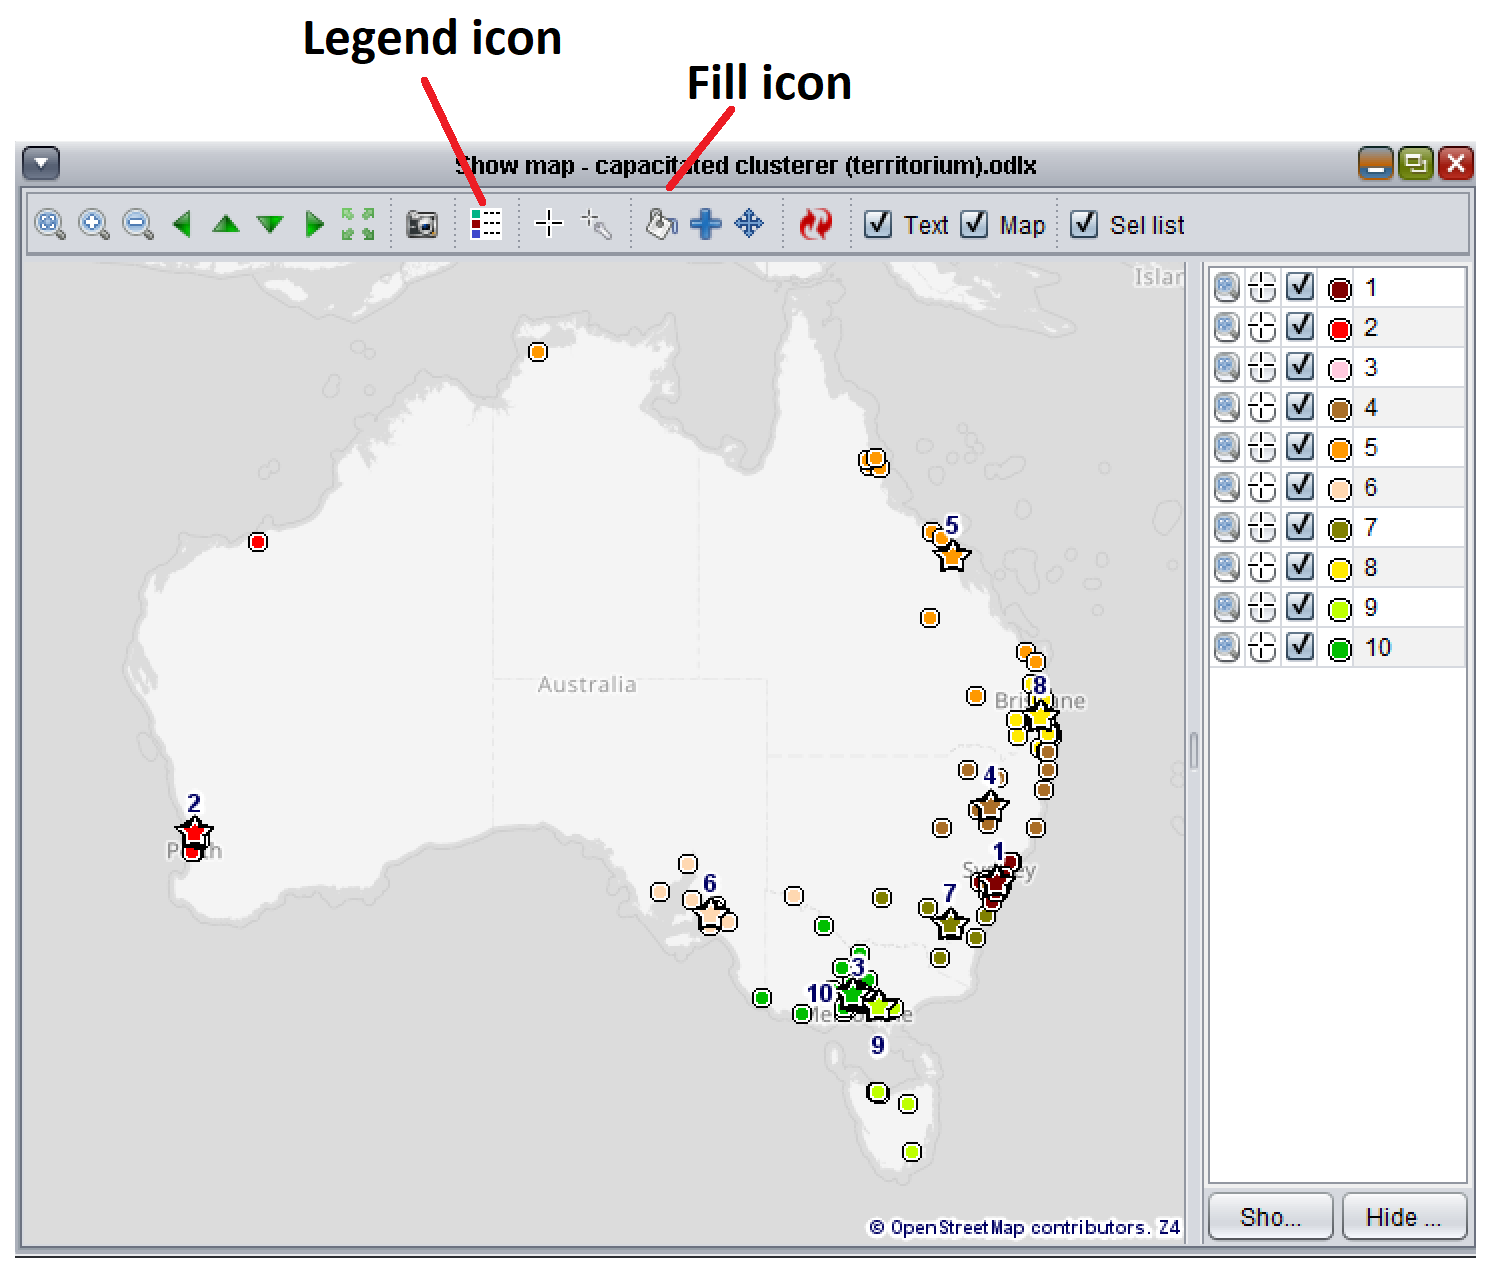 Legend icon
Fill icon
Show map - capacitated clusterer (territorium).odlx
Text Map Sel list
Islan
1
2
3
4
5
6
7
8
9
10
5
Australia
8
Brisbane
4
2
Perth
1
Sydney
6
7
3
10
Melbourne
9
© OpenStreetMap contributors. Z4
Sho... Hide ...